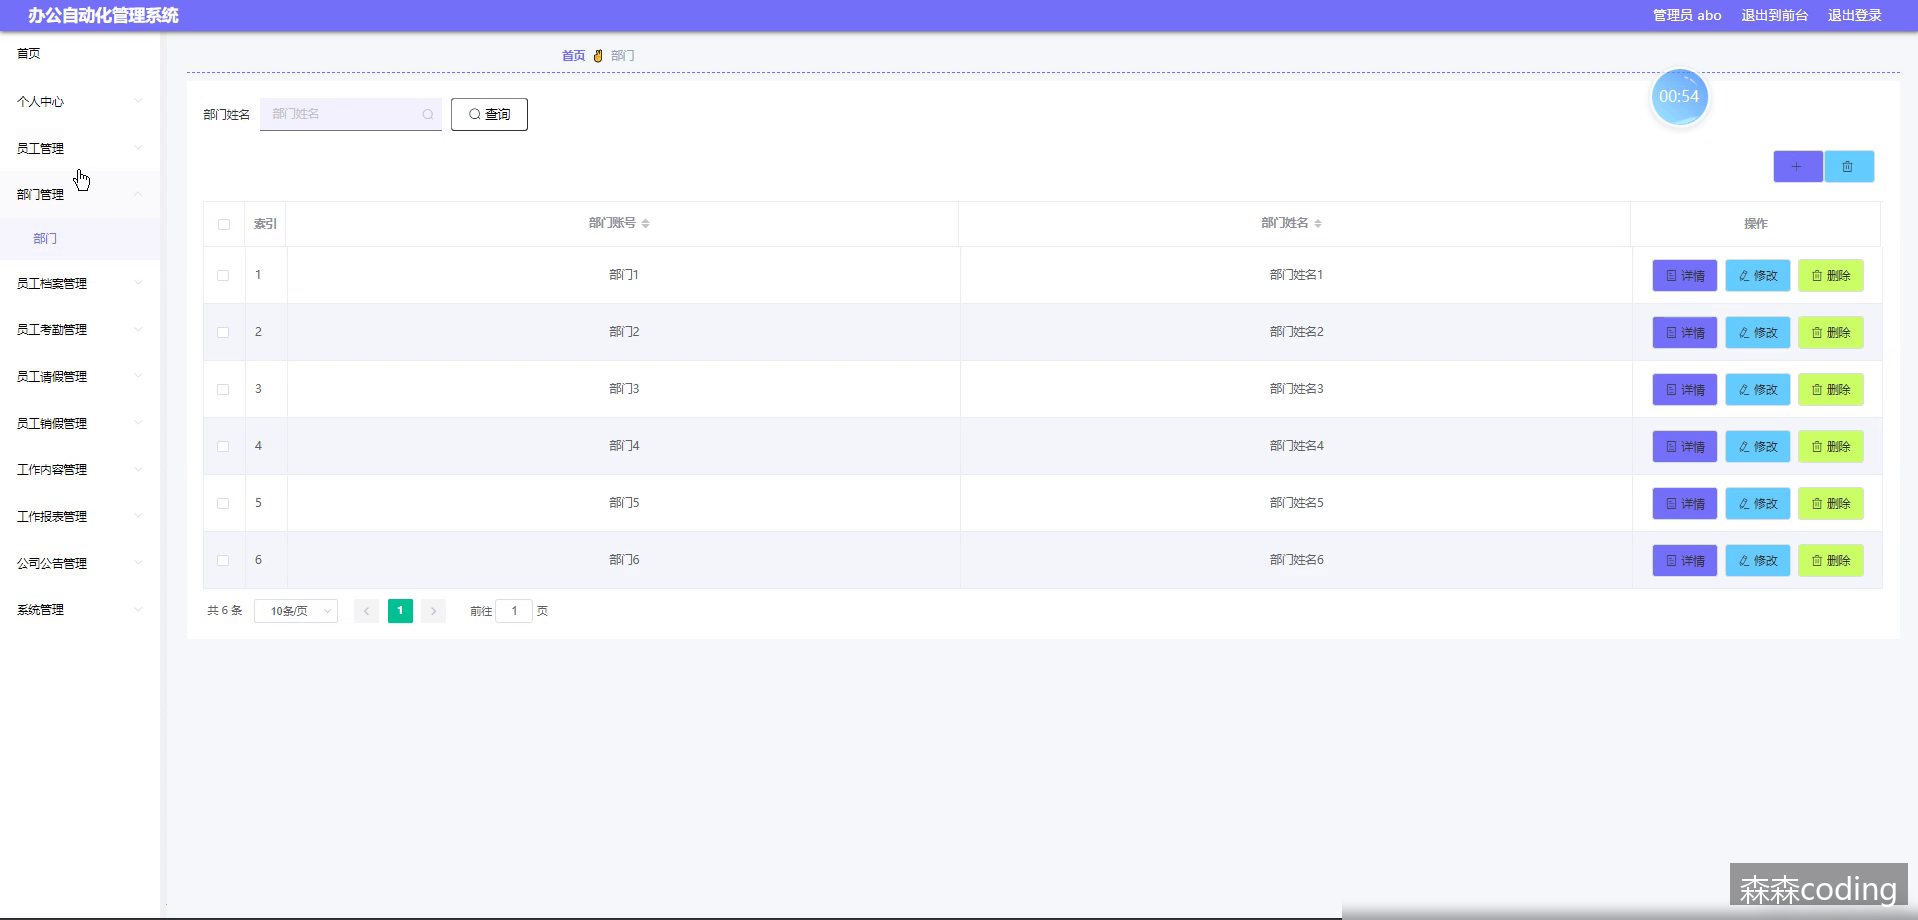 办公自动化管理系统
管理员 abo 退出到前台 退出登录
首页
个人中心
员工管理
部门管理
部门
员工档案管理
员工考勤管理
员工请假管理
员工销假管理
工作内容管理
工作报表管理
公司公告管理
系统管理
首页 部门
00:54
部门姓名 部门姓名 查询
索引 部门账号 部门姓名 操作
1 部门1 部门姓名1 详情 修改 删除
2 部门2 部门姓名2 详情 修改 删除
3 部门3 部门姓名3 详情 修改 删除
4 部门4 部门姓名4 详情 修改 删除
5 部门5 部门姓名5 详情 修改 删除
6 部门6 部门姓名6 详情 修改 删除
共 6 条 10条/页 1 前往 1 页
森森coding